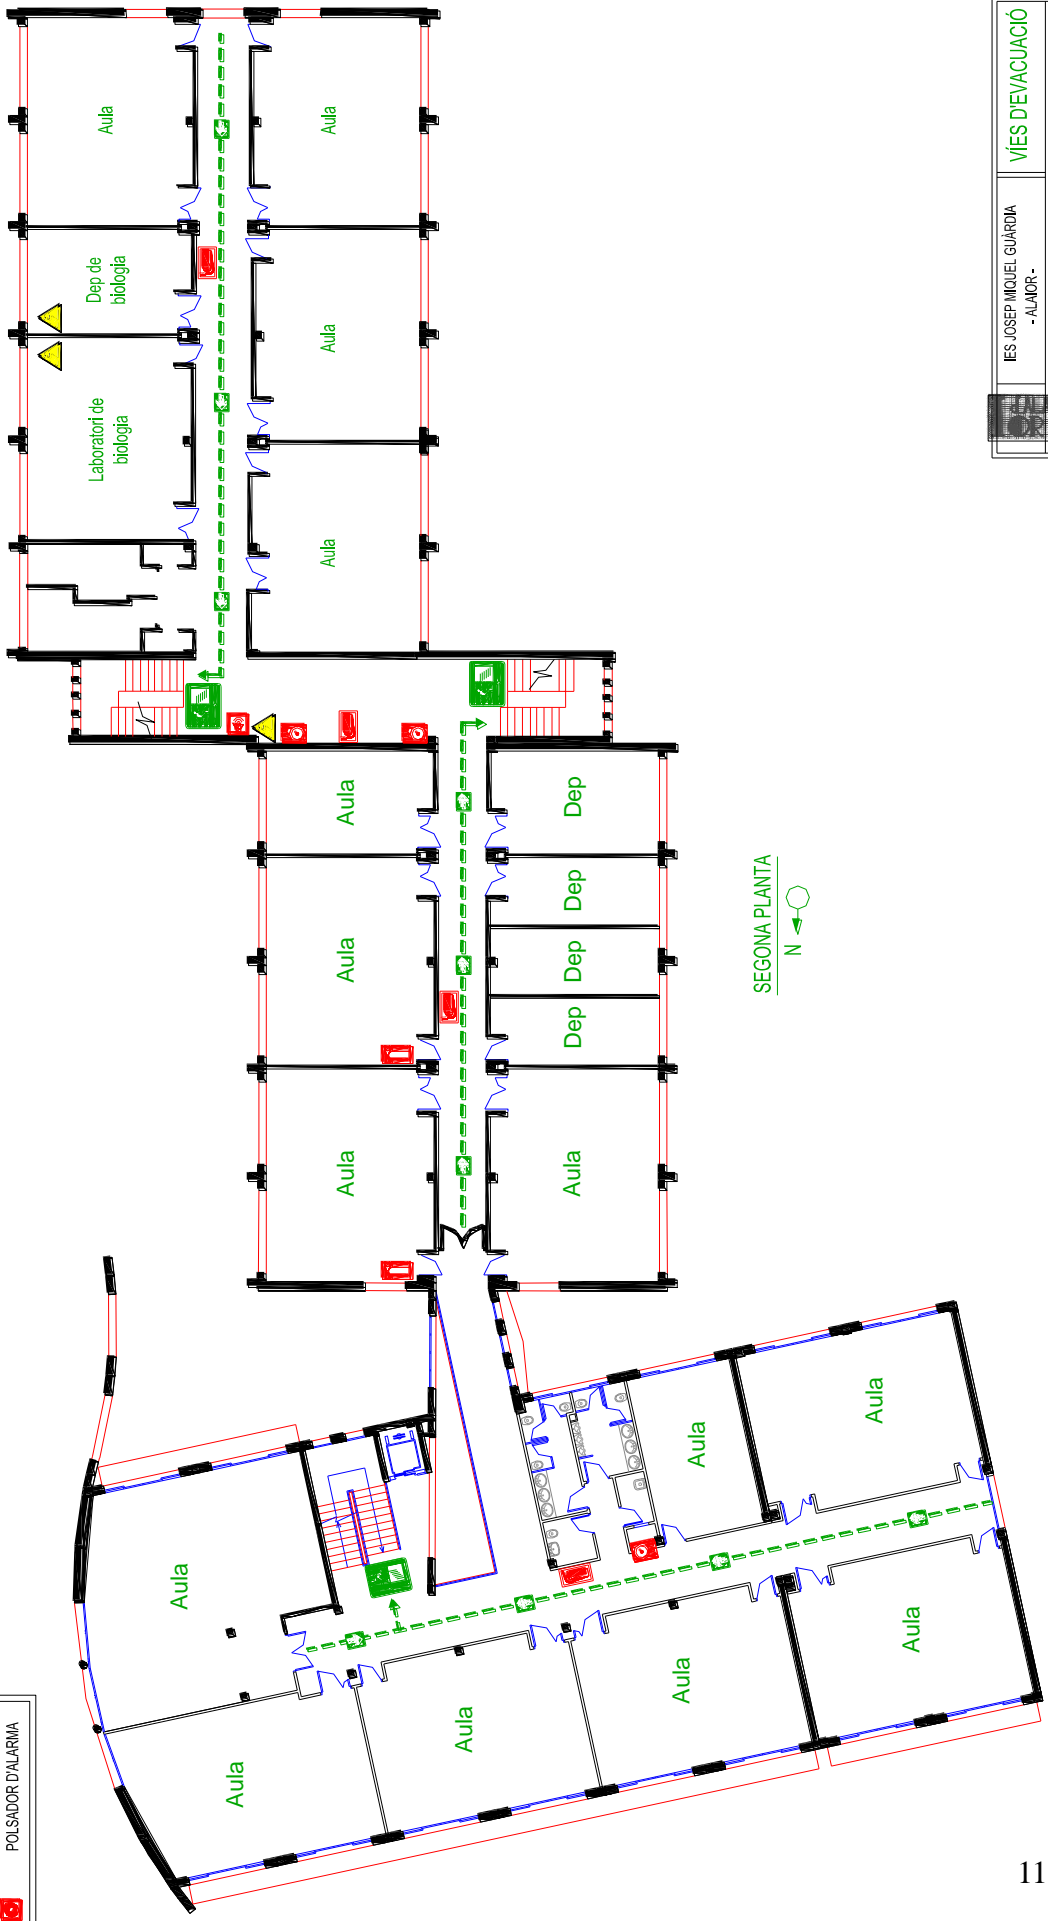 VÍES D'EVACUACIÓ
IES JOSEP MIQUEL GUÀRDIA
- ALAIOR -
Aula
Aula
Dep de
biologia
Aula
Laboratori de
biologia
Aula
Aula
Dep
Aula
Dep
Dep
Dep
Aula
Aula
SEGONA PLANTA
N
Aula
Aula
Aula
Aula
Aula
Aula
Aula
Aula
POLSADOR D'ALARMA
11